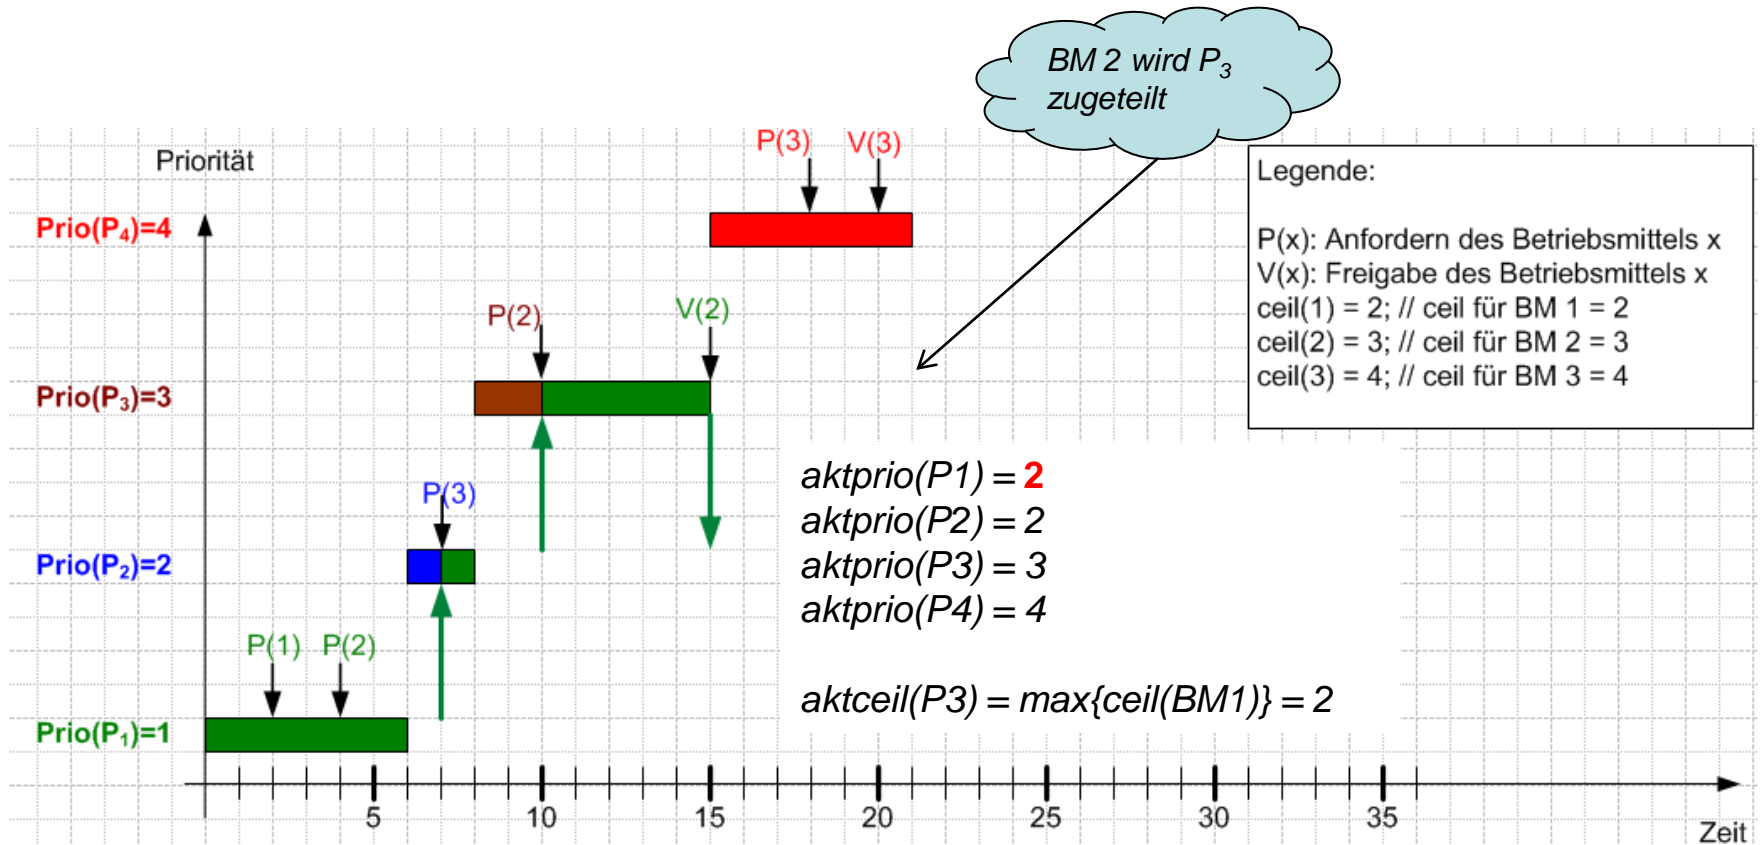 BM 2 wird P3
zugeteilt
P(3) V(3)
Priorität
Legende:
Prio(P4)=4
P(x): Anfordern des Betriebsmittels x
V(x): Freigabe des Betriebsmittels x
ceil(1) = 2; // ceil für BM 1 = 2
ceil(2) = 3; // ceil für BM 2 = 3
ceil(3) = 4; // ceil für BM 3 = 4
P(2) V(2)
Prio(P3)=3
aktprio(P1) = 2
aktprio(P2) = 2
aktprio(P3) = 3
aktprio(P4) = 4
P(3)
Prio(P2)=2
P(1) P(2)
aktceil(P3) = max{ceil(BM1)} = 2
Prio(P1)=1
5 10 15 20 25 30 35
Zeit